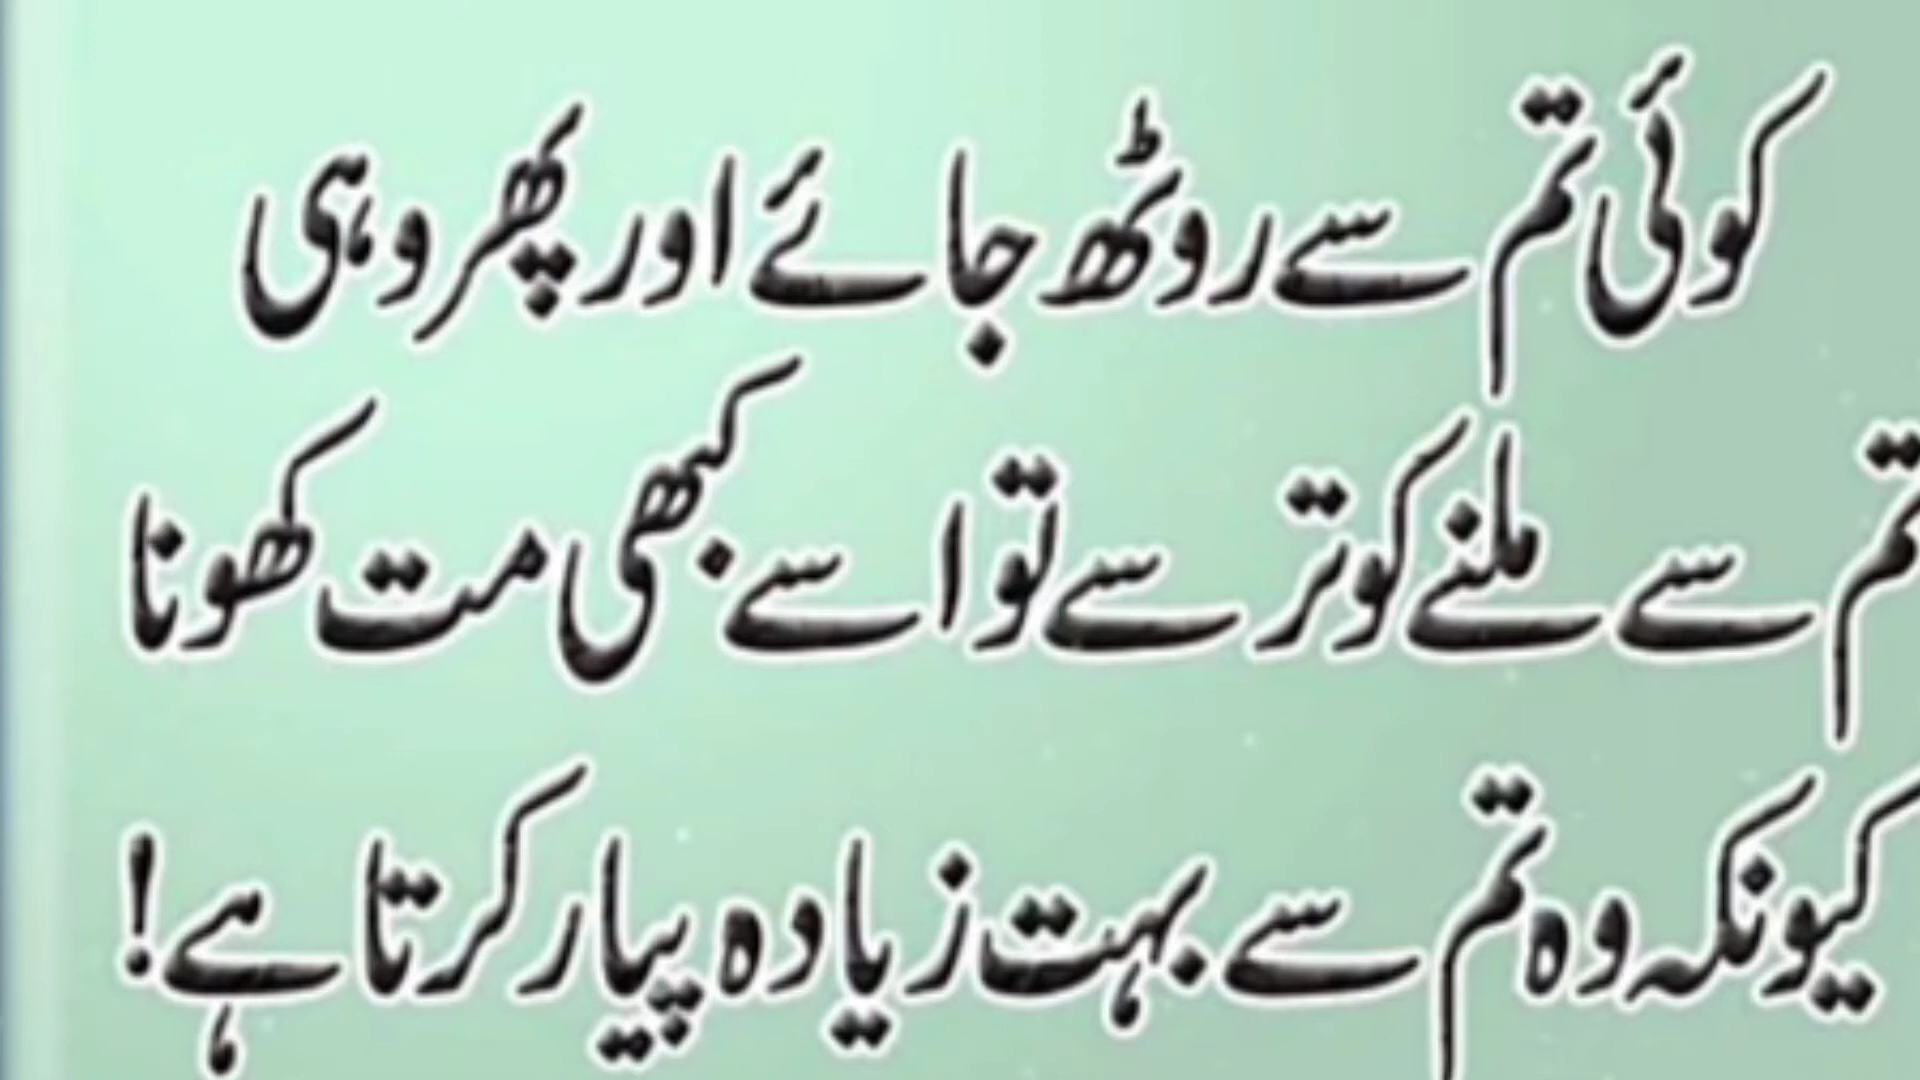 کوئی تم سے روٹھ جائے اور پھر وہی
تم سے ملنے کو ترسے تو اسے کبھی مت کھونا
کیونکہ وہ تم سے بہت زیادہ پیار کرتا ہے!